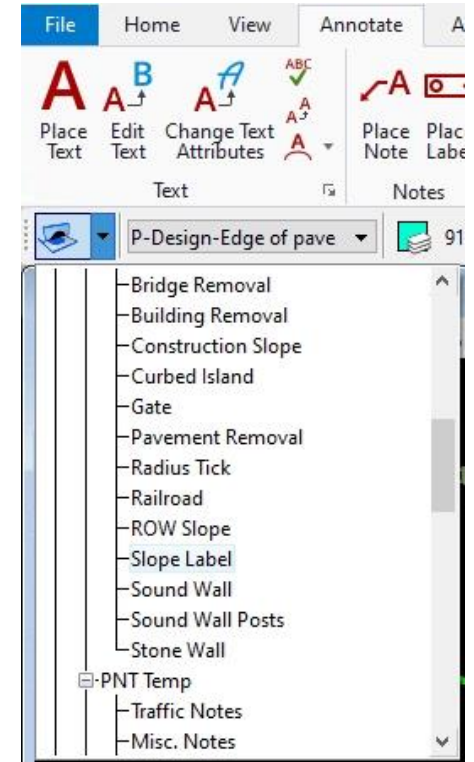 File Home View Annotate A
ABC
Place Text
Edit Text
Change Text Attributes
Place Note
Plac Labe
Text Notes
P-Design-Edge of pave 91
Bridge Removal
Building Removal
Construction Slope
Curbed Island
Gate
Pavement Removal
Radius Tick
Railroad
ROW Slope
Slope Label
Sound Wall
Sound Wall Posts
Stone Wall
PNT Temp
Traffic Notes
Misc. Notes